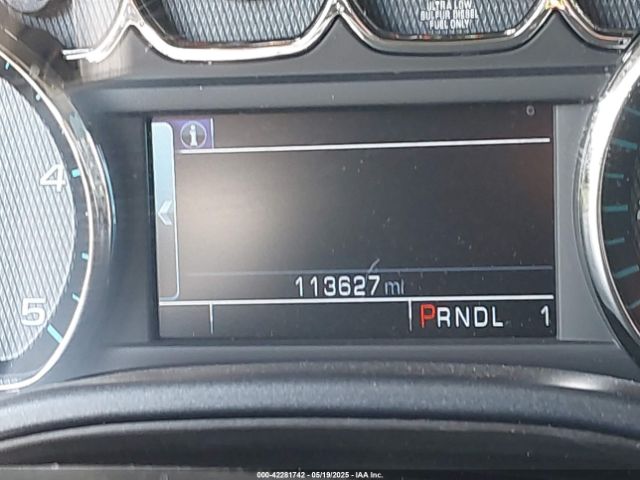 ULTRA LOW
SULFUR DIESEL
FUEL ONLY
4
5
i
0
113627 mi
PRNDL 1
000-42281742 - 05/19/2025 - IAA Inc.